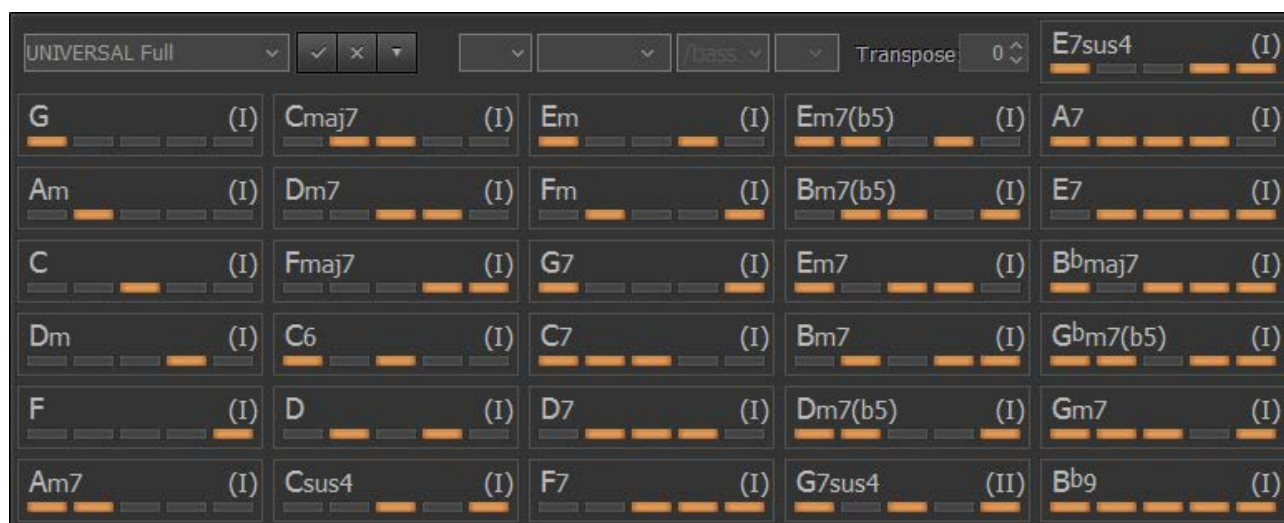 UNIVERSAL Full /bass Transpose 0 E7sus4 (I)
G (I) Cmaj7 (I) Em (I) Em7(b5) (I) A7 (I)
Am (I) Dm7 (I) Fm (I) Bm7(b5) (I) E7 (I)
C (I) Fmaj7 (I) G7 (I) Em7 (I) Bbmaj7 (I)
Dm (I) C6 (I) C7 (I) Bm7 (I) Gbm7(b5) (I)
F (I) D (I) D7 (I) Dm7(b5) (I) Gm7 (I)
Am7 (I) Csus4 (I) F7 (I) G7sus4 (II) Bb9 (I)